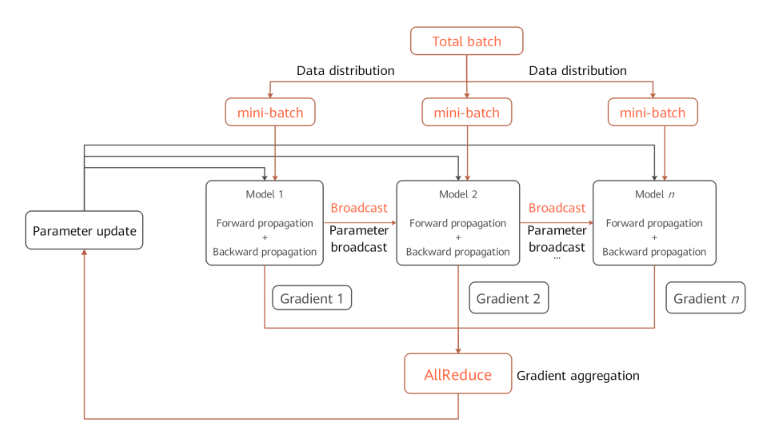 Total batch
Data distribution
Data distribution
mini-batch
mini-batch
mini-batch
Model 1
Forward propagation
+
Backward propagation
Broadcast
Parameter
broadcast
Model 2
Forward propagation
+
Backward propagation
Broadcast
Parameter
broadcast
...
Model n
Forward propagation
+
Backward propagation
Parameter update
Gradient 1
Gradient 2
Gradient n
AllReduce
Gradient aggregation